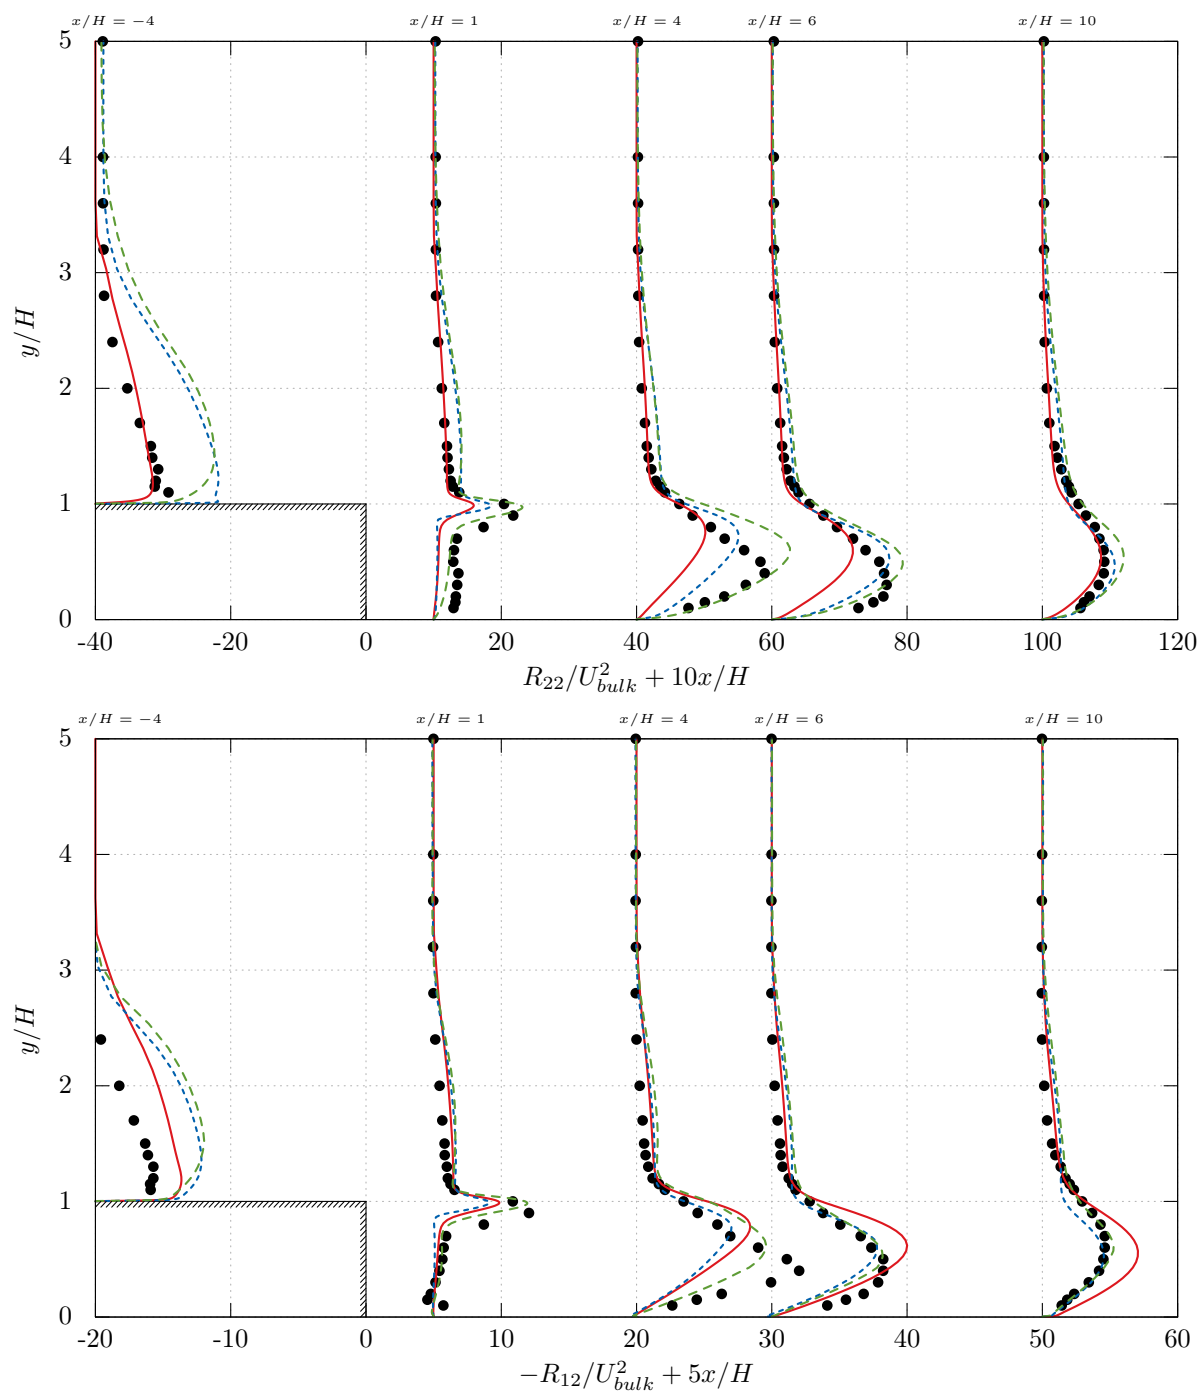 x/H = −4 x/H = 1 x/H = 4 x/H = 6 x/H = 10
5
4
3
2
1
0
y/H
-40 -20 0 20 40 60 80 100 120
R₂₂/U²bulk + 10x/H
x/H = −4 x/H = 1 x/H = 4 x/H = 6 x/H = 10
5
4
3
2
1
0
y/H
-20 -10 0 10 20 30 40 50 60
−R₁₂/U²bulk + 5x/H